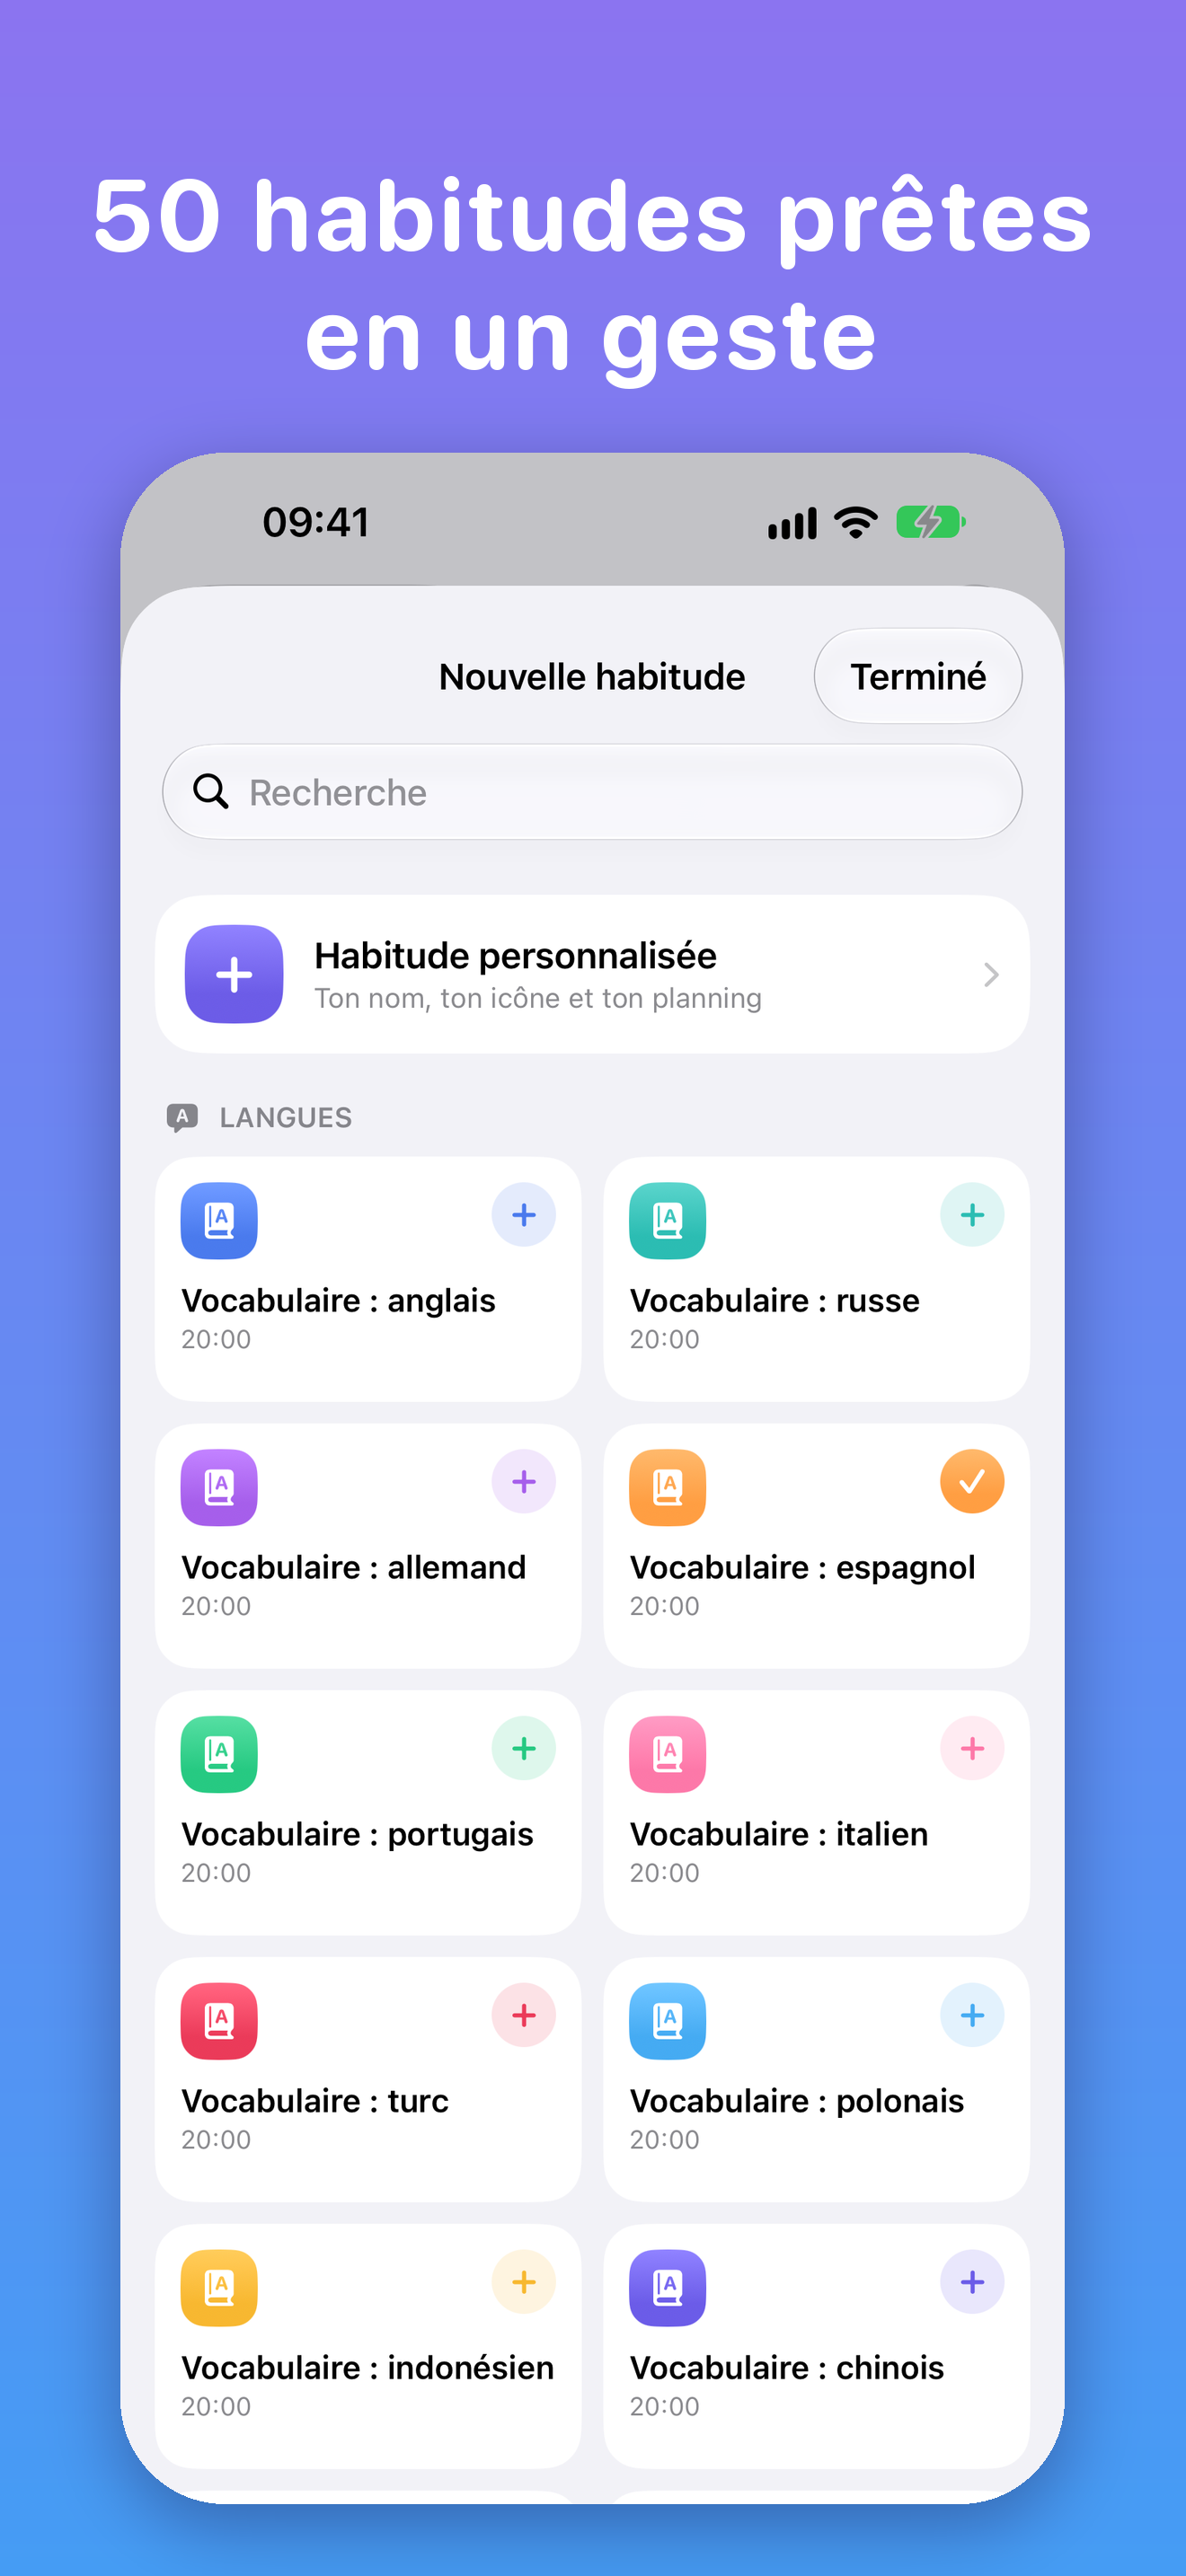 50 habitudes prêtes
en un geste
09:41
Nouvelle habitude
Terminé
Recherche
Habitude personnalisée
Ton nom, ton icône et ton planning
LANGUES
Vocabulaire : anglais
20:00
Vocabulaire : russe
20:00
Vocabulaire : allemand
20:00
Vocabulaire : espagnol
20:00
Vocabulaire : portugais
20:00
Vocabulaire : italien
20:00
Vocabulaire : turc
20:00
Vocabulaire : polonais
20:00
Vocabulaire : indonésien
20:00
Vocabulaire : chinois
20:00